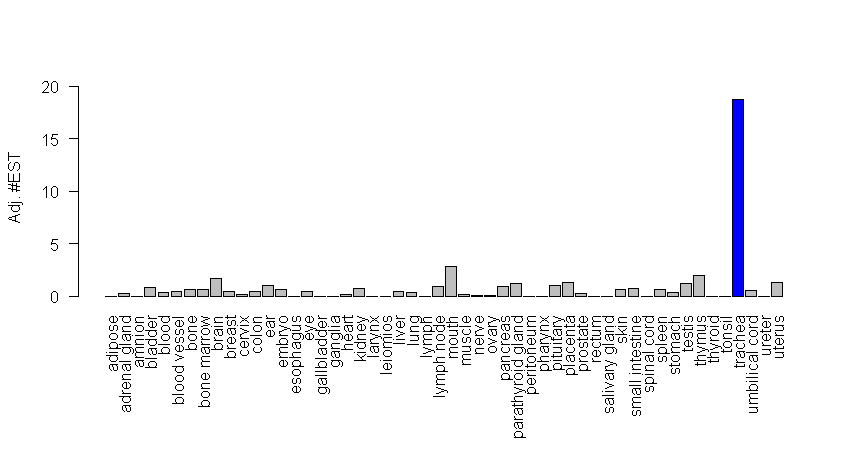 Adj. #EST
20
15
10
5
0
adipose
adrenal gland
amnion
bladder
blood
blood vessel
bone
bone marrow
brain
breast
cervix
colon
ear
embryo
esophagus
eye
gallbladder
ganglia
heart
kidney
larynx
leiomios
liver
lung
lymph
lymph node
mouth
muscle
nerve
ovary
pancreas
parathyroid gland
peritoneum
pharynx
pituitary
placenta
prostate
rectum
salivary gland
skin
small intestine
spinal cord
spleen
stomach
testis
thymus
thyroid
tonsil
trachea
umbilical cord
ureter
uterus